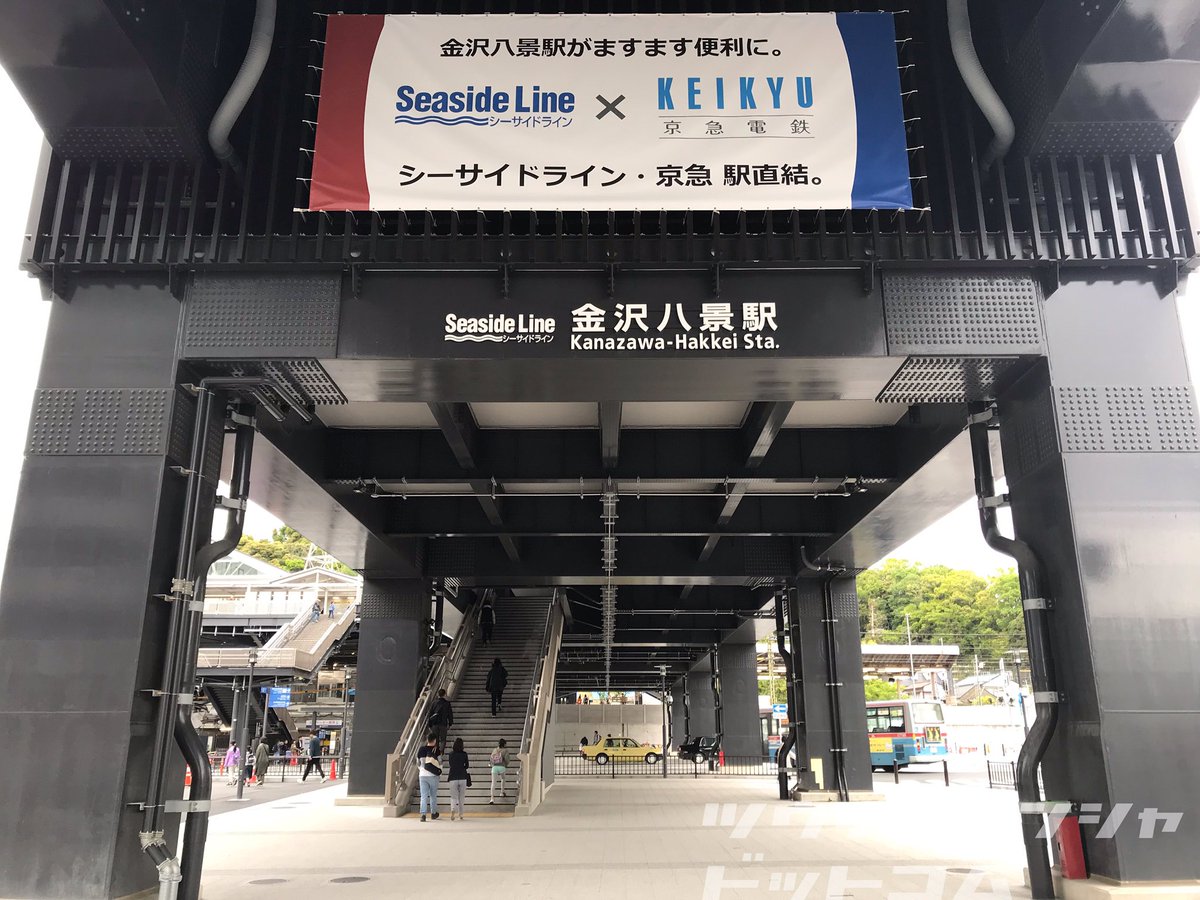 金沢八景駅がますます便利に。
Seaside Line × KEIKYU
シーサイドライン 京急電鉄
シーサイドライン・京急 駅直結。
Seaside Line 金沢八景駅
シーサイドライン Kanazawa-Hakkei Sta.